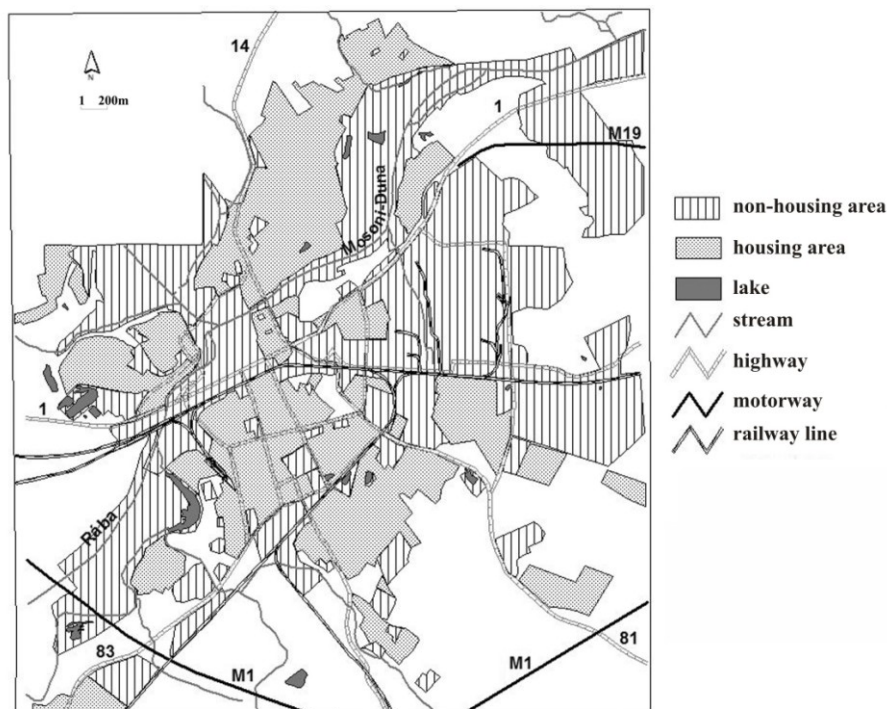 14
N
1 200m
1
M19
Mosoni-Duna
1
Rába
83
M1
M1
81
non-housing area
housing area
lake
stream
highway
motorway
railway line